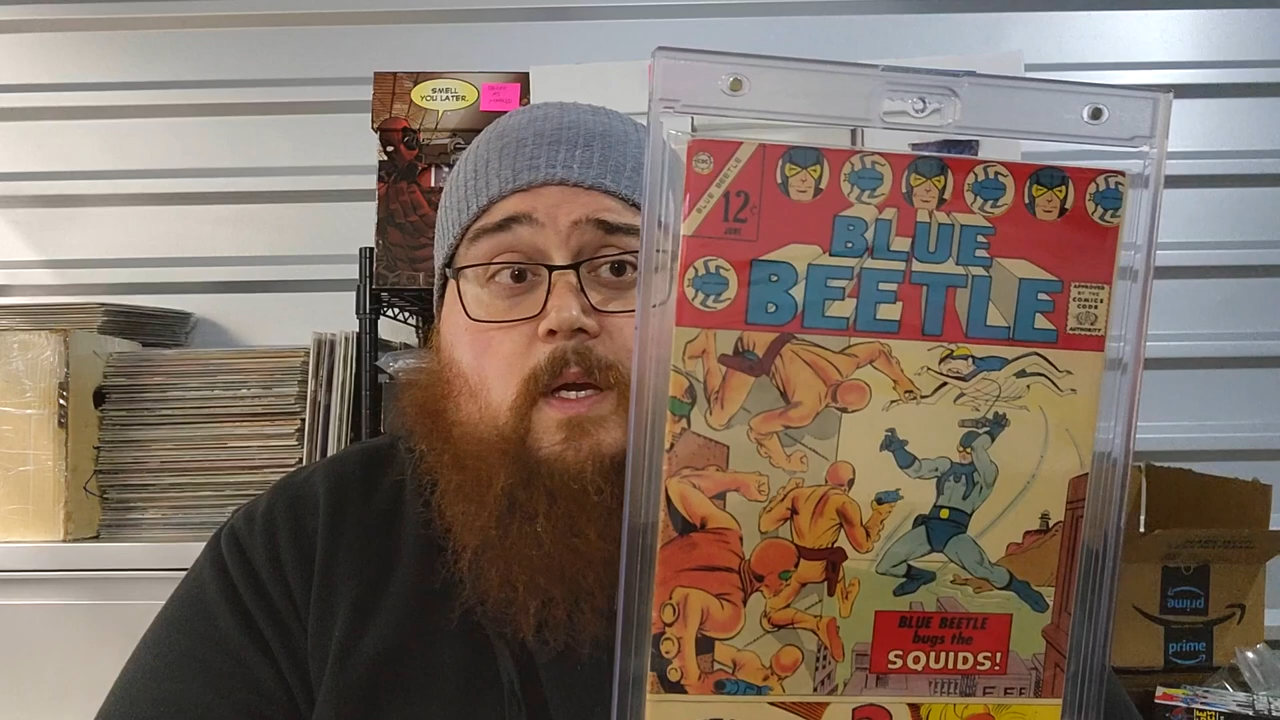 SMELL
YOU LATER.
CDC
BLUE BEETLE
12¢
JUNE
BLUE
BEETLE
APPROVED
BY THE
COMICS
CODE
AUTHORITY
BLUE BEETLE
bugs the
SQUIDS!
prime
prime